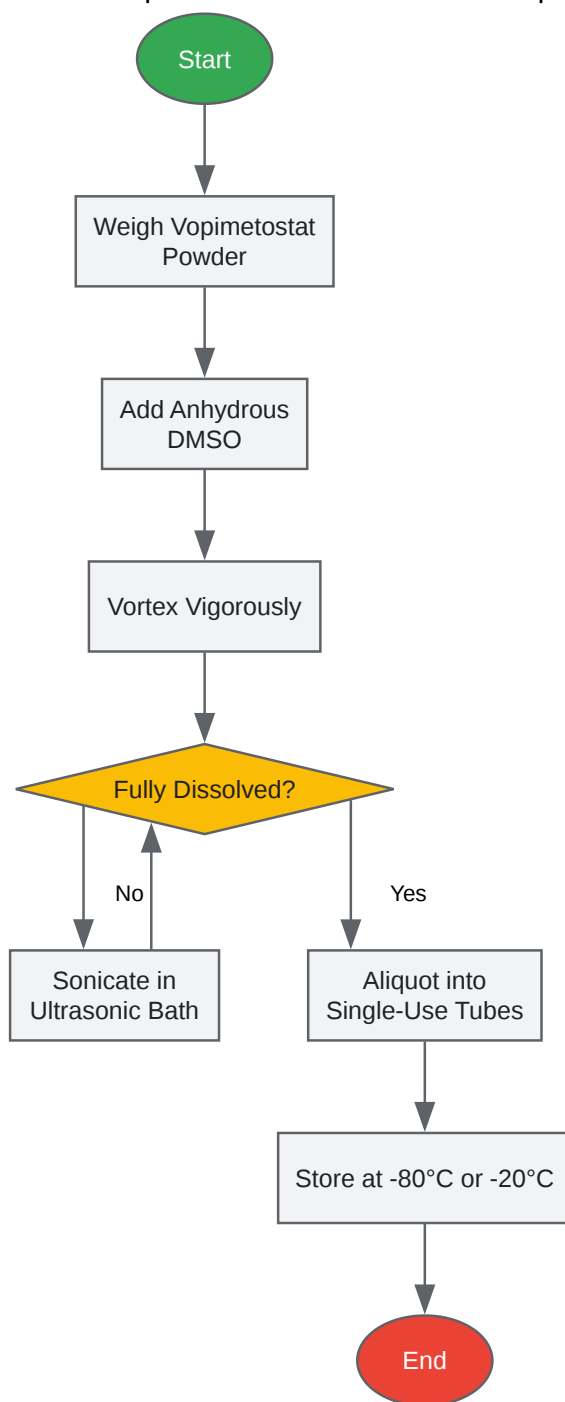 Start
Weigh Vopimetostat
Powder
Add Anhydrous
DMSO
Vortex Vigorously
Fully Dissolved?
No
Yes
Sonicate in
Ultrasonic Bath
Aliquot into
Single-Use Tubes
Store at -80°C or -20°C
End